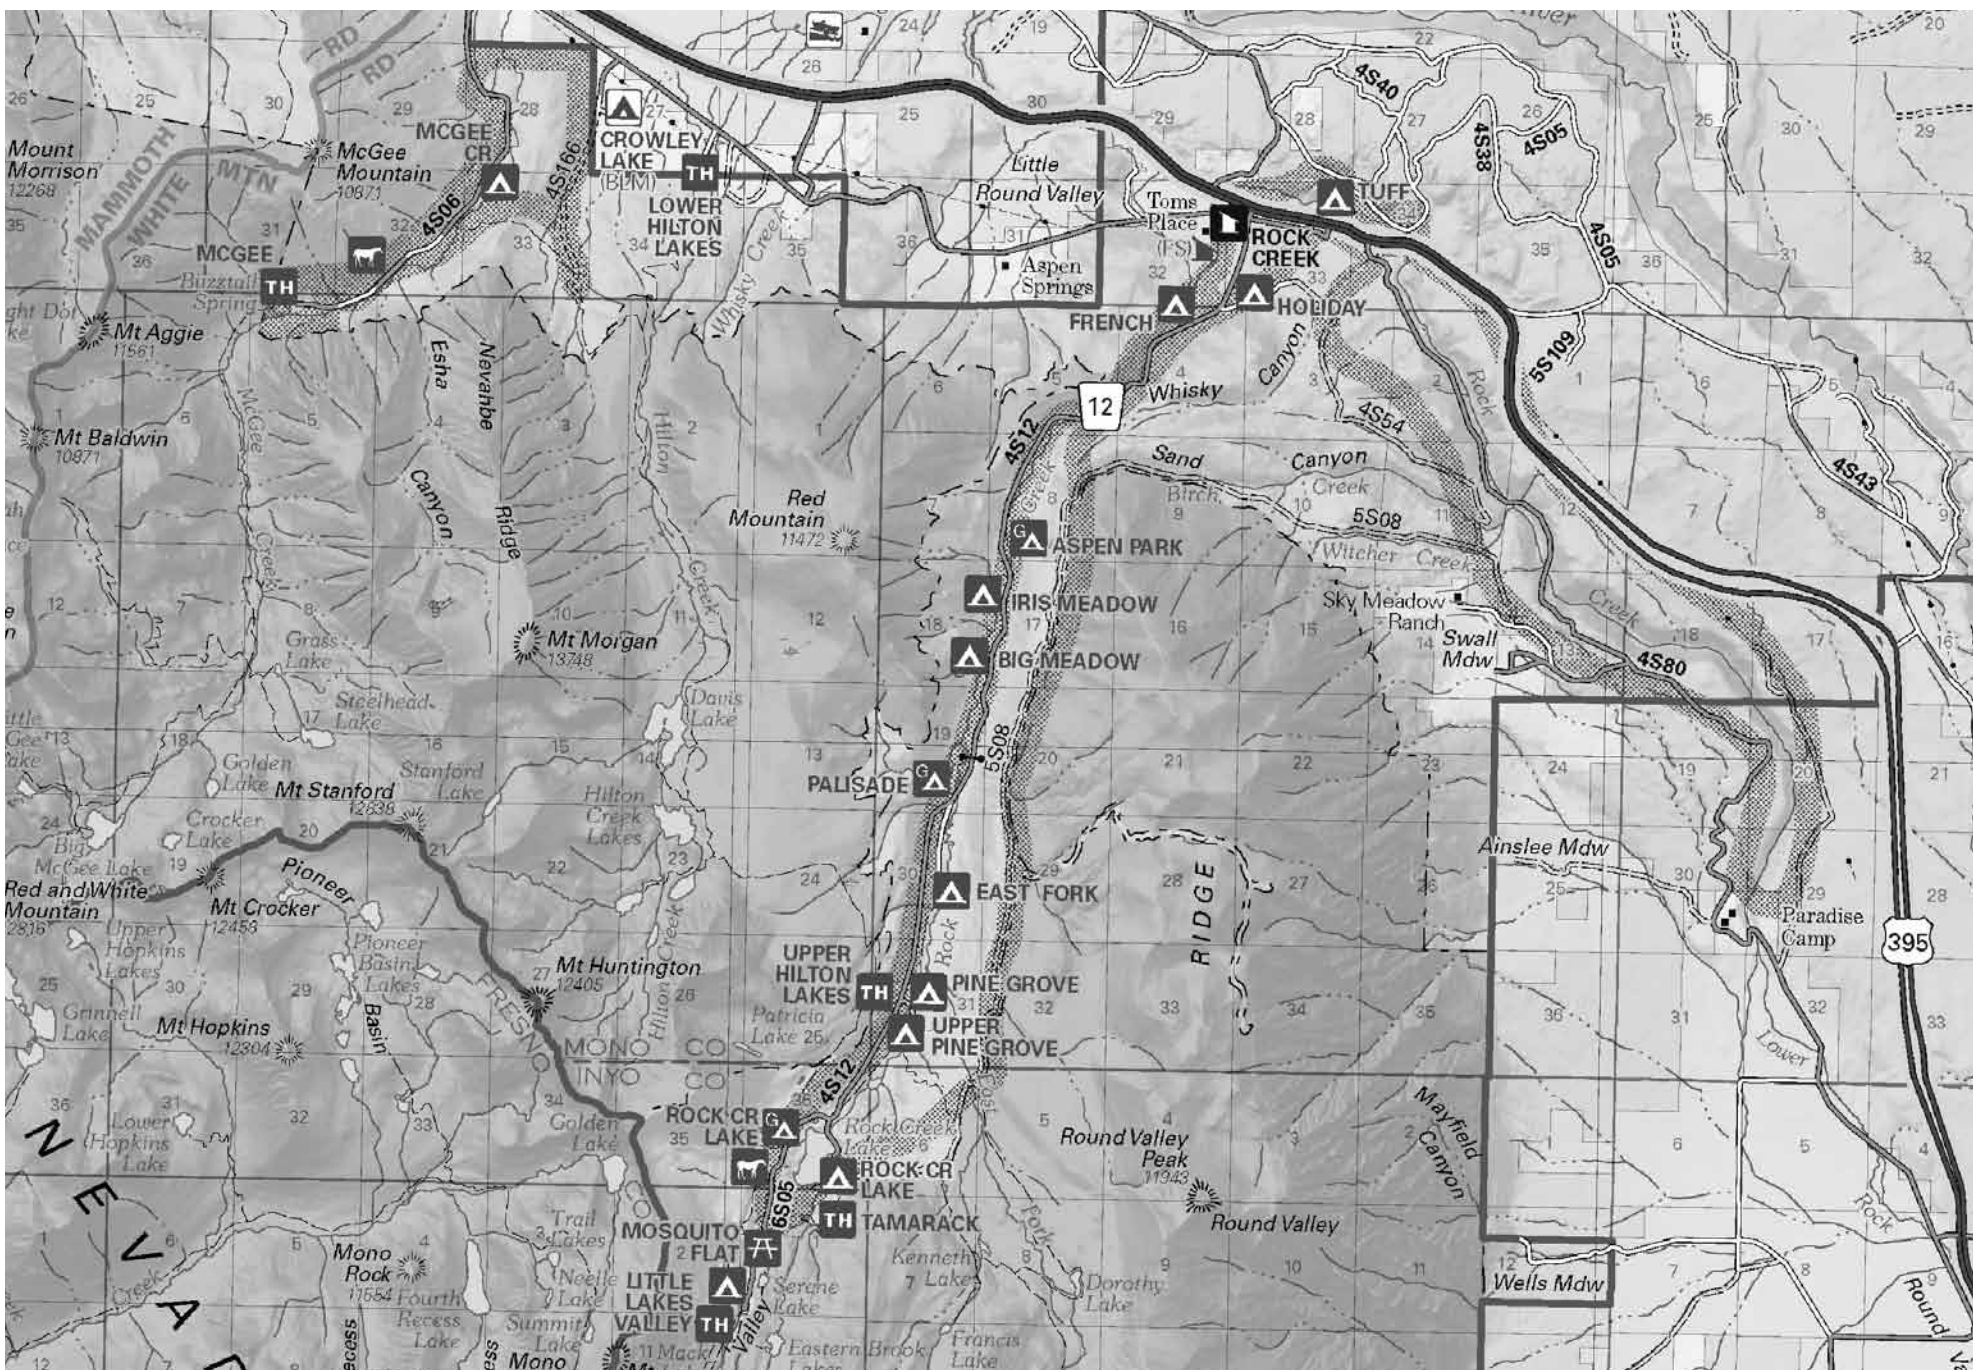 RD
RD
MAMMOTH
WHITE
MTN
Mount
Morrison
12268
McGee
Mountain
10871
MCGEE
CR
4S06
4S166
CROWLEY
LAKE
(BLM)
TH
LOWER
HILTON
LAKES
Whisky Creek
Little
Round Valley
Aspen
Springs
Toms
Place
(FS)
ROCK
CREEK
TUFF
HOLIDAY
FRENCH
4S40
4S38
4S05
4S05
5S109
4S43
4S54
MCGEE
TH
Buzztail
Spring
Mt Aggie
11561
Mt Baldwin
10871
McGee
Creek
Esha
Canyon
Nevahbe
Ridge
Hilton
Creek
Red
Mountain
11472
12
4S12
Whisky
Canyon
Sand
Canyon
Birch
Creek
5S08
Witcher Creek
Rock
Creek
Creek
G
ASPEN PARK
IRIS MEADOW
BIG MEADOW
Sky Meadow
Ranch
Swall
Mdw
4S80
Mt Morgan
13748
Grass
Lake
Steelhead
Lake
Davis
Lake
Golden
Lake
Mt Stanford
12838
Stanford
Lake
Hilton
Creek
Lakes
5S08
G
PALISADE
Crocker
Lake
Big
McGee Lake
Red and White
Mountain
2816
Pioneer
Basin
Mt Crocker
12458
Upper
Hopkins
Lakes
Pioneer
Basin
Lakes
Mt Huntington
12405
FRESNO
CO
Hilton Creek
EAST FORK
RIDGE
Ainslee Mdw
Paradise
Camp
395
UPPER
HILTON
LAKES
TH
PINE GROVE
UPPER
PINE GROVE
Rock
Patricia
Lake
Grinnell
Lake
Mt Hopkins
12304
MONO CO
INYO CO
4S12
East
Fork
Lower
Rock
Lower
Hopkins
Lake
Golden
Lake
ROCK CR
LAKE
G
Rock Creek
Lake
ROCK CR
LAKE
6S05
TH
TAMARACK
Round Valley
Peak
11943
Round Valley
Mayfield
Canyon
Wells Mdw
Round
MOSQUITO
FLAT
LITTLE
LAKES
VALLEY
TH
Valley
Serene
Lake
Kenneth
Lake
Dorothy
Lake
Francis
Lake
Eastern Brook
Lakes
Mack
Trail
Lakes
Needle
Lake
Summit
Lake
Mono
Mono
Rock
11554
Fourth
Recess
Lake
Creek
NEVA